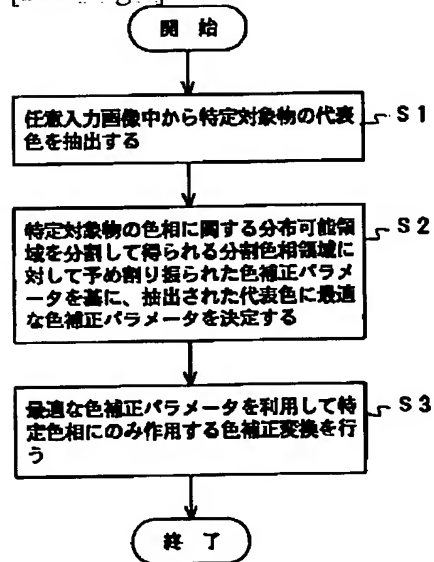 開 始
任意入力画像中から特定対象物の代表
色を抽出する
S1
特定対象物の色相に関する分布可能領
域を分割して得られる分割色相領域に
対して予め割り振られた色補正パラメ
ータを基に、抽出された代表色に最適
な色補正パラメータを決定する
S2
最適な色補正パラメータを利用して特
定色相にのみ作用する色補正変換を行
う
S3
終 了